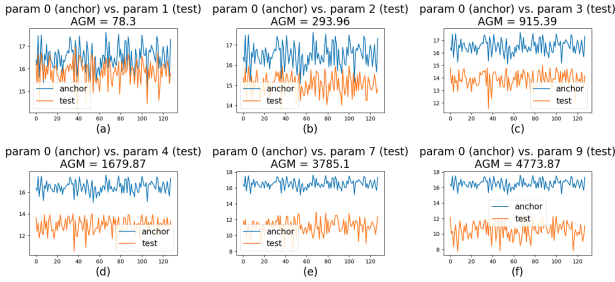 param 0 (anchor) vs. param 1 (test)
AGM = 78.3
17
16
15
anchor
test
0 20 40 60 80 100 120
(a)
param 0 (anchor) vs. param 2 (test)
AGM = 293.96
17
16
15
14
anchor
test
0 20 40 60 80 100 120
(b)
param 0 (anchor) vs. param 3 (test)
AGM = 915.39
17
16
15
14
13
12
anchor
test
0 20 40 60 80 100 120
(c)
param 0 (anchor) vs. param 4 (test)
AGM = 1679.87
16
14
12
anchor
test
0 20 40 60 80 100 120
(d)
param 0 (anchor) vs. param 7 (test)
AGM = 3785.1
18
16
14
12
10
8
anchor
test
0 20 40 60 80 100 120
(e)
param 0 (anchor) vs. param 9 (test)
AGM = 4773.87
18
16
14
12
10
8
anchor
test
0 20 40 60 80 100 120
(f)